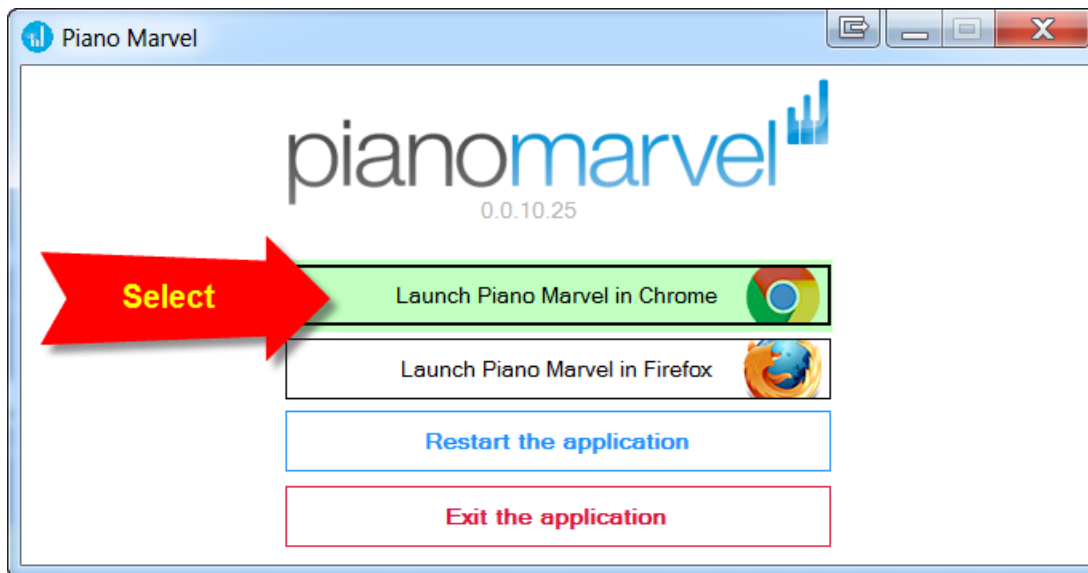 Piano Marvel
pianomarvel
0.0.10.25
Select
Launch Piano Marvel in Chrome
Launch Piano Marvel in Firefox
Restart the application
Exit the application